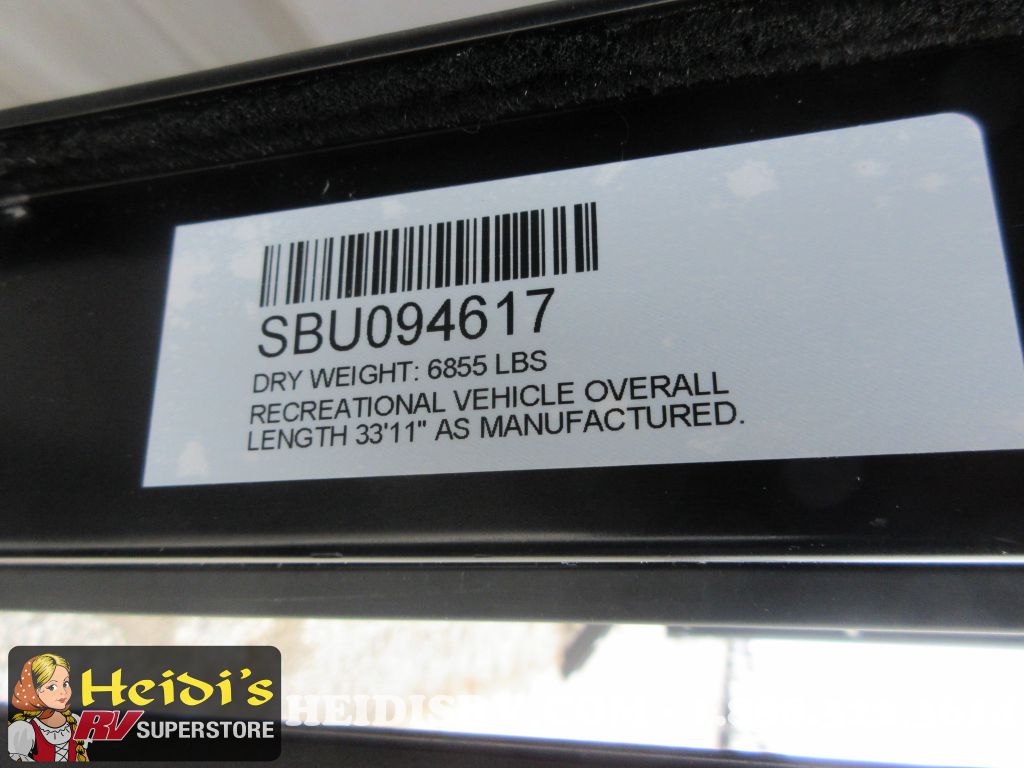 SBU094617
DRY WEIGHT: 6855 LBS
RECREATIONAL VEHICLE OVERALL
LENGTH 33'11" AS MANUFACTURED.
Heidi's
RV SUPERSTORE